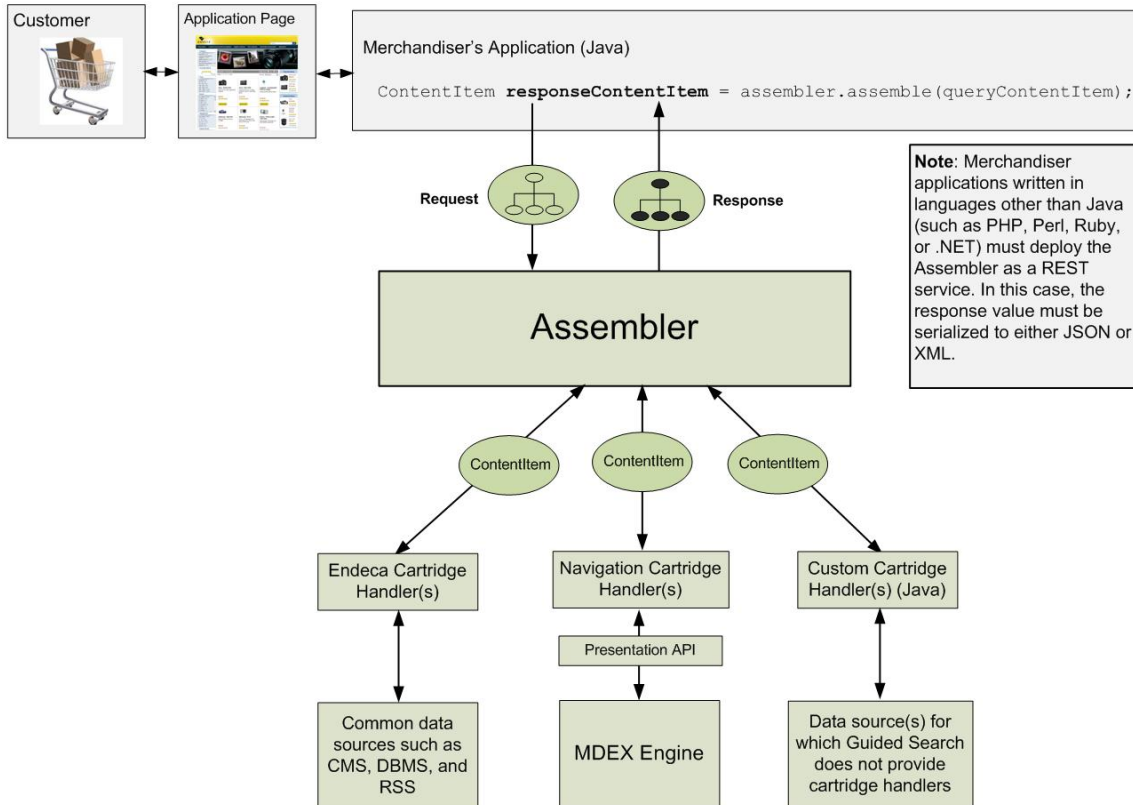 Customer
Application Page
Merchandiser's Application (Java)
ContentItem responseContentItem = assembler.assemble(queryContentItem);
Request
Response
Note: Merchandiser
applications written in
languages other than Java
(such as PHP, Perl, Ruby,
or .NET) must deploy the
Assembler as a REST
service. In this case, the
response value must be
serialized to either JSON or
XML.
Assembler
ContentItem
ContentItem
ContentItem
Endeca Cartridge
Handler(s)
Navigation Cartridge
Handler(s)
Custom Cartridge
Handler(s) (Java)
Presentation API
Common data
sources such as
CMS, DBMS, and
RSS
MDEX Engine
Data source(s) for
which Guided Search
does not provide
cartridge handlers